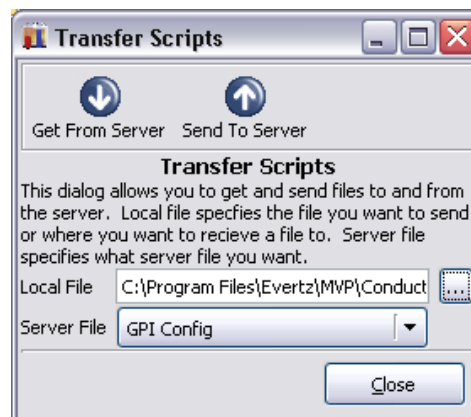 Transfer Scripts
Get From Server Send To Server
Transfer Scripts
This dialog allows you to get and send files to and from
the server. Local file specfies the file you want to send
or where you want to recieve a file to. Server file
specifies what server file you want.
Local File C:\Program Files\Evertz\MVP\Conduct ...
Server File GPI Config
Close